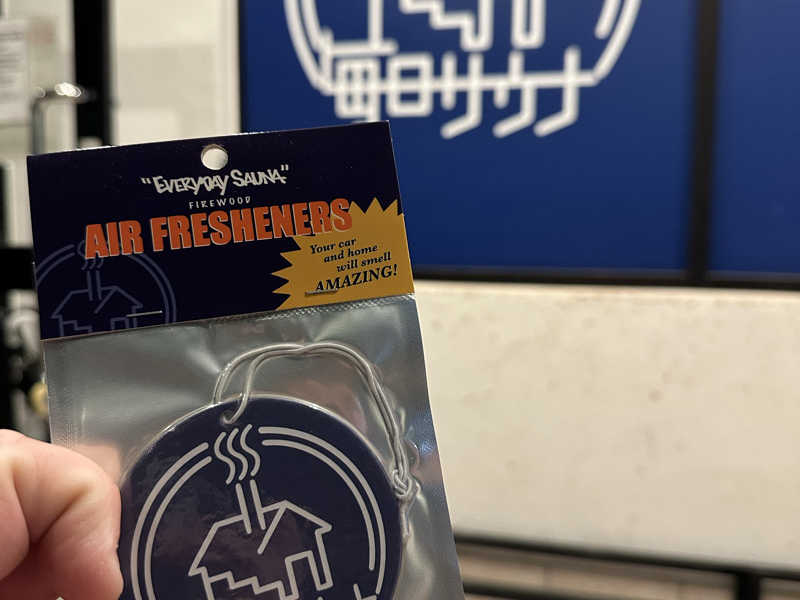 "EVERYDAY SAUNA"
FIREWOOD
AIR FRESHENERS
Your car
and home
will smell
AMAZING!